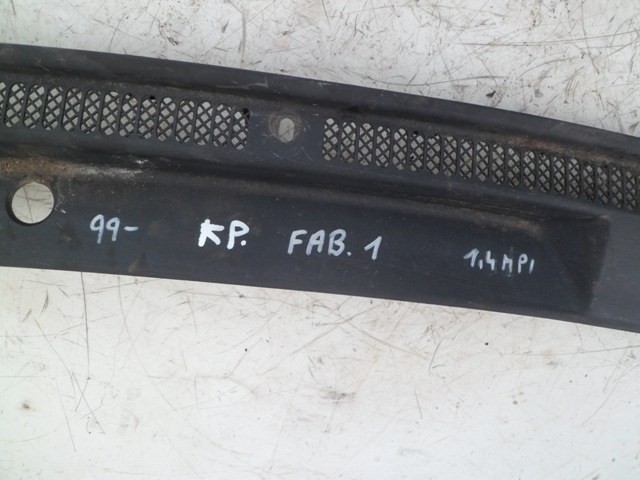 99- KP. FAB. 1 1,4 MPI